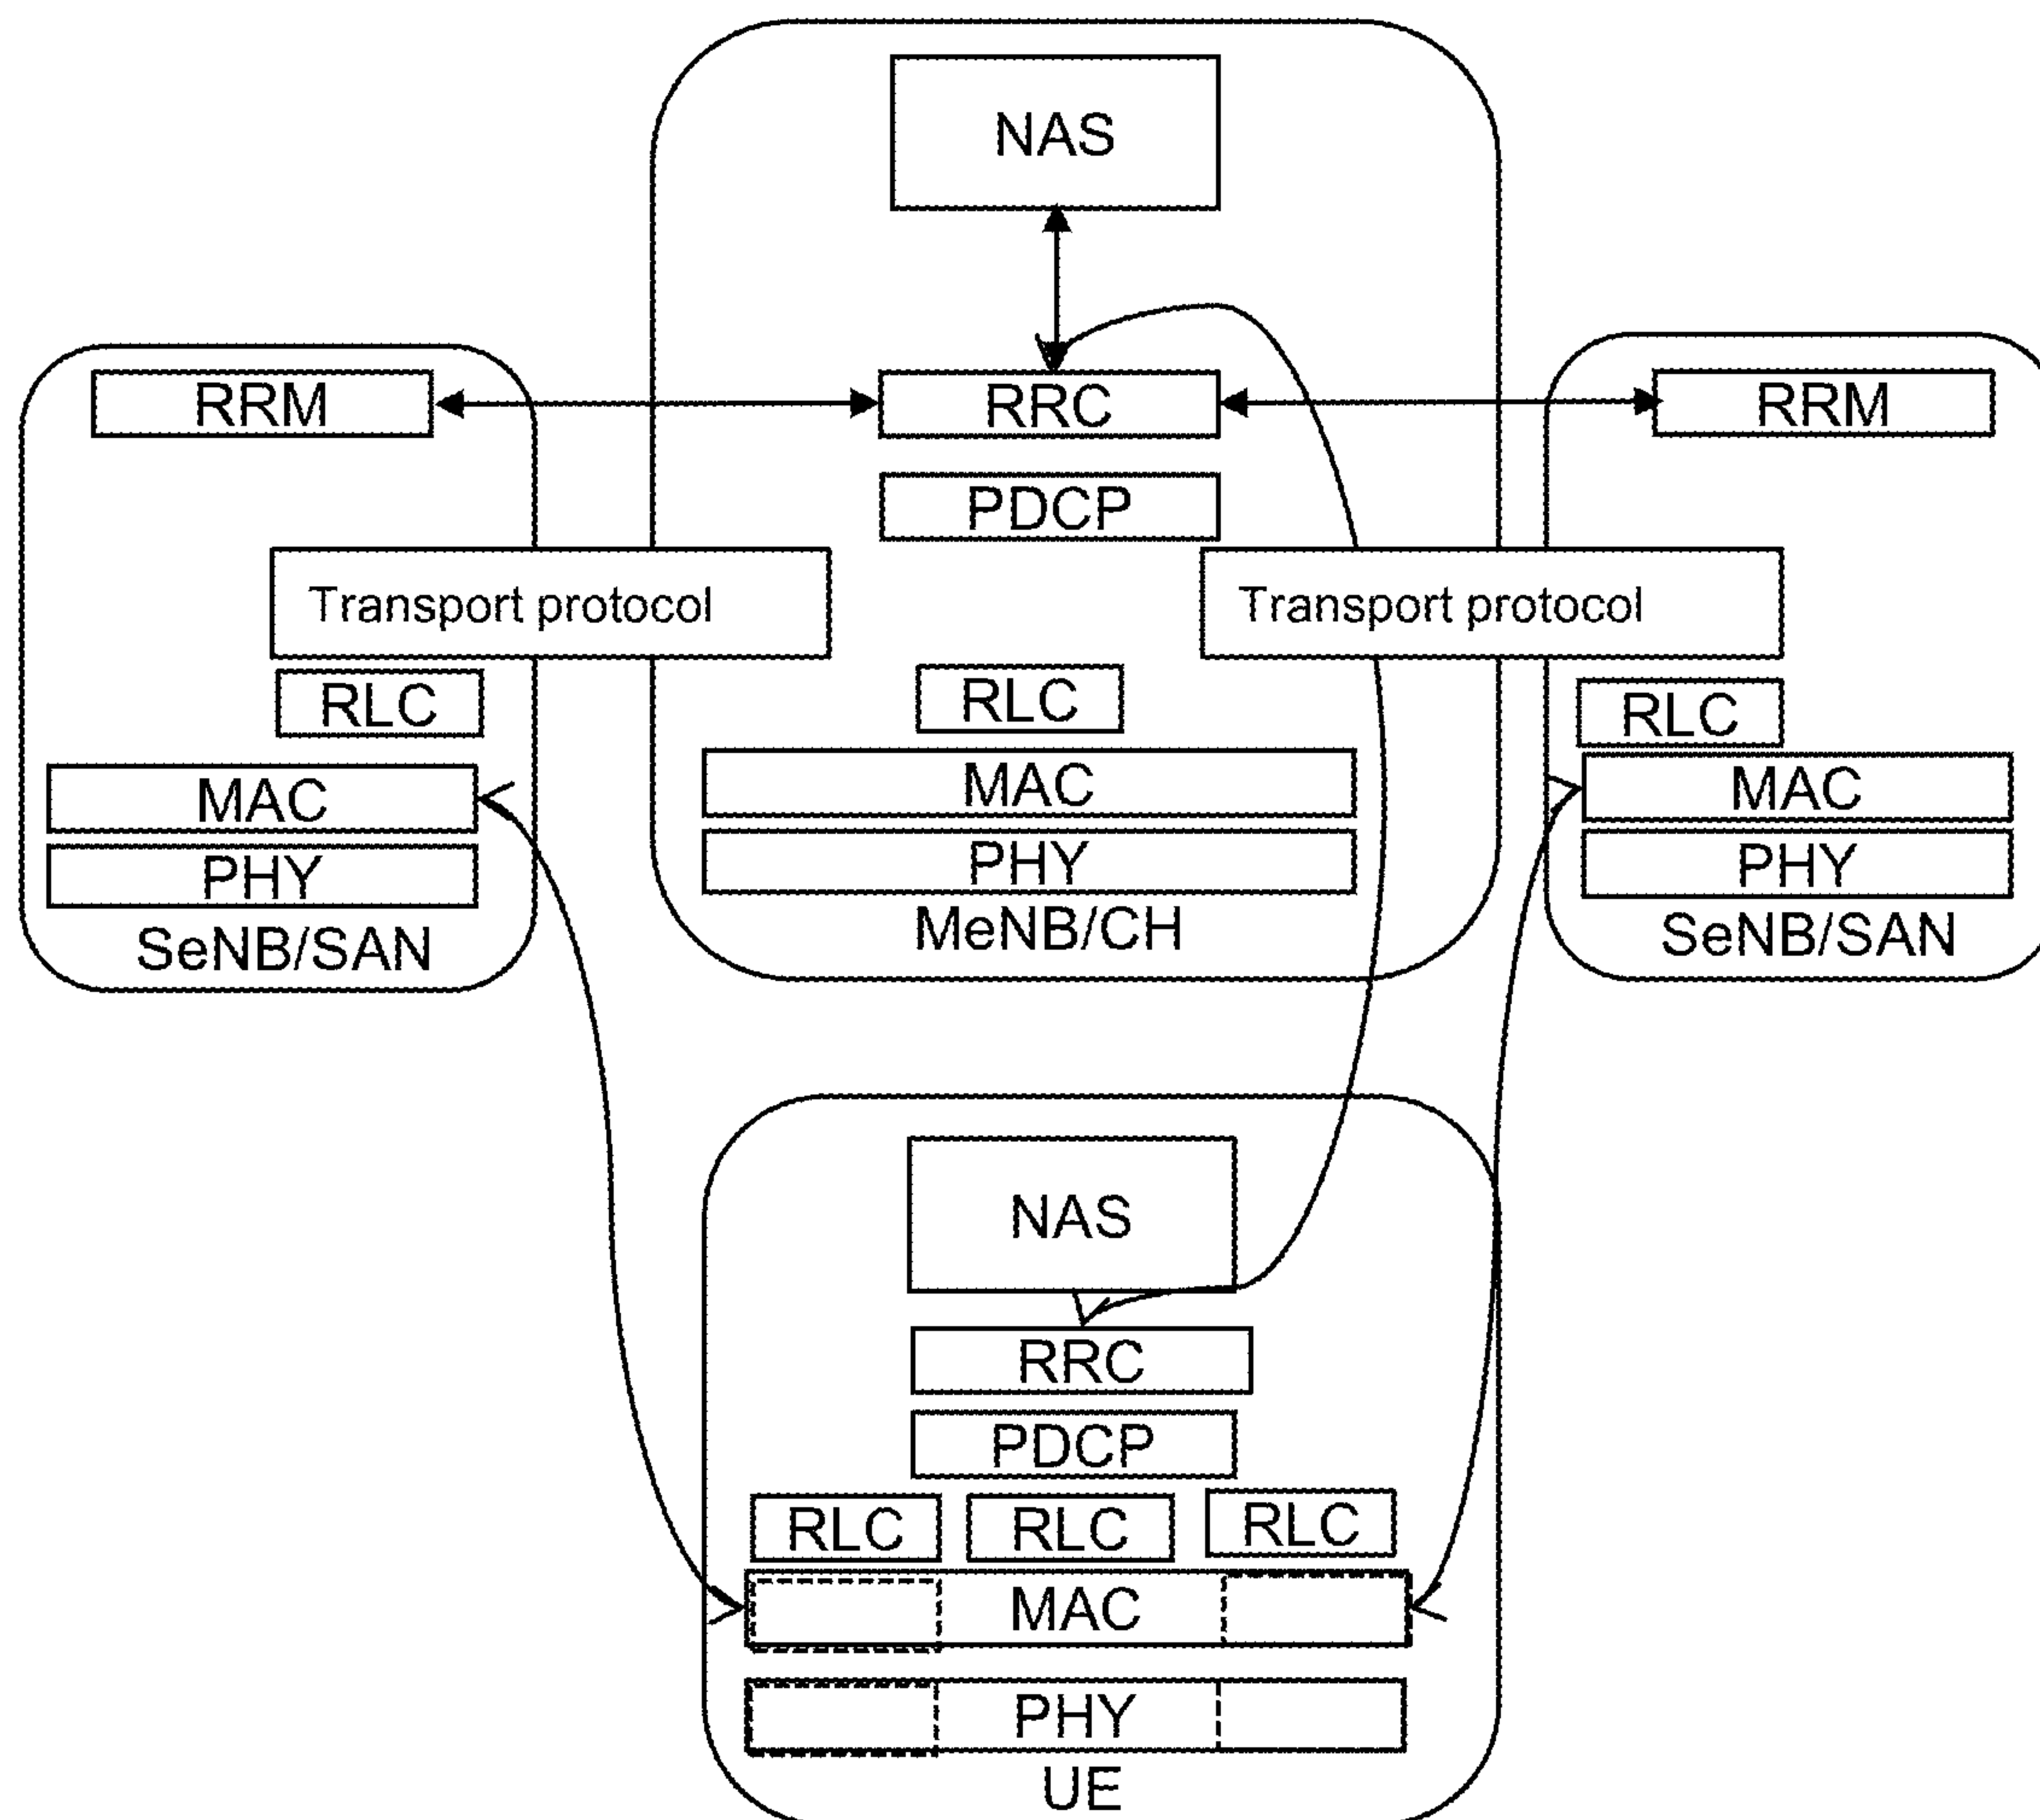 NAS
RRM
RRC
RRM
PDCP
Transport protocol
Transport protocol
RLC
RLC
RLC
MAC
MAC
MAC
PHY
PHY
PHY
SeNB/SAN
MeNB/CH
SeNB/SAN
NAS
RRC
PDCP
RLC
RLC
RLC
MAC
PHY
UE